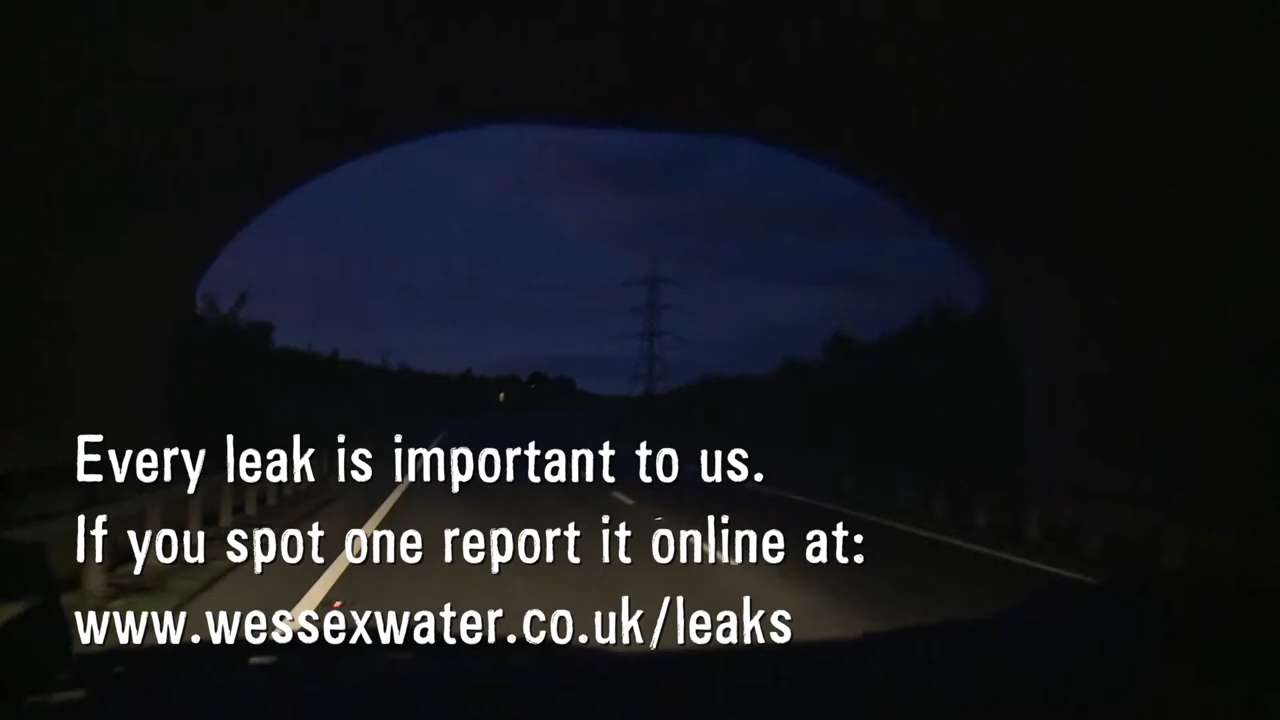 Every leak is important to us.
If you spot one report it online at:
www.wessexwater.co.uk/leaks